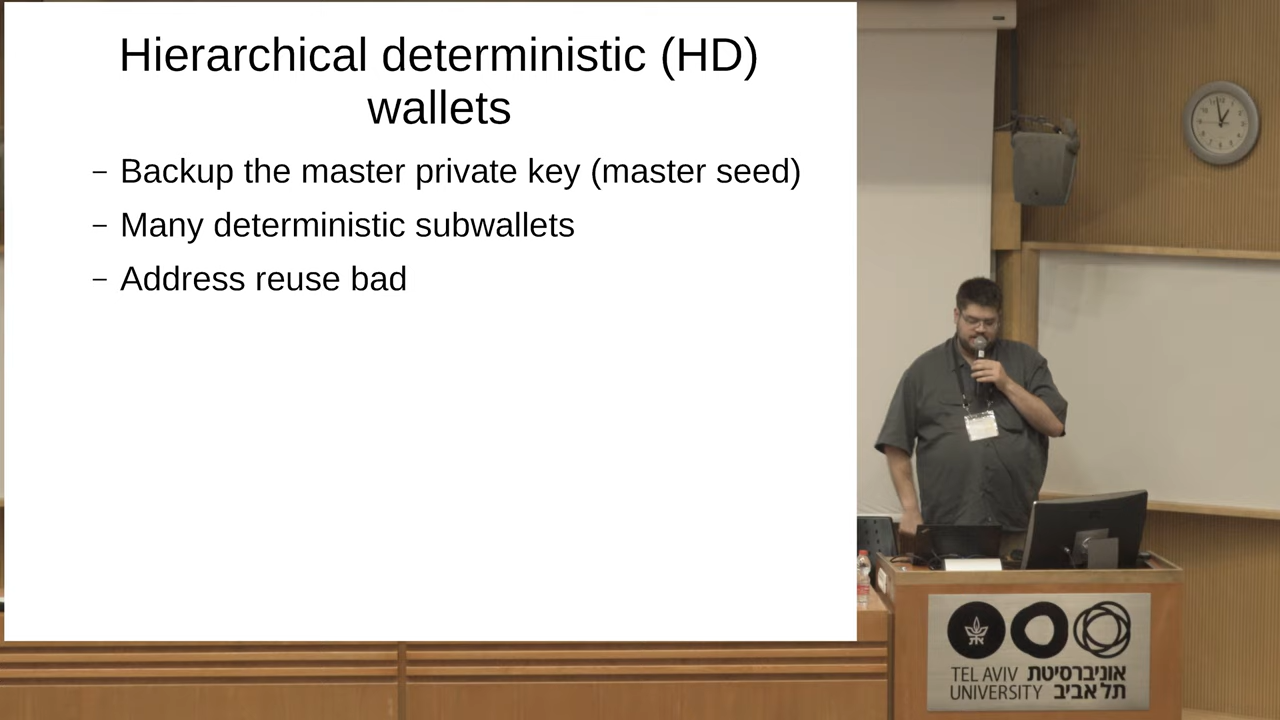 Hierarchical deterministic (HD)
wallets
– Backup the master private key (master seed)
– Many deterministic subwallets
– Address reuse bad
TEL AVIV אוניברסיטת
UNIVERSITY תל אביב